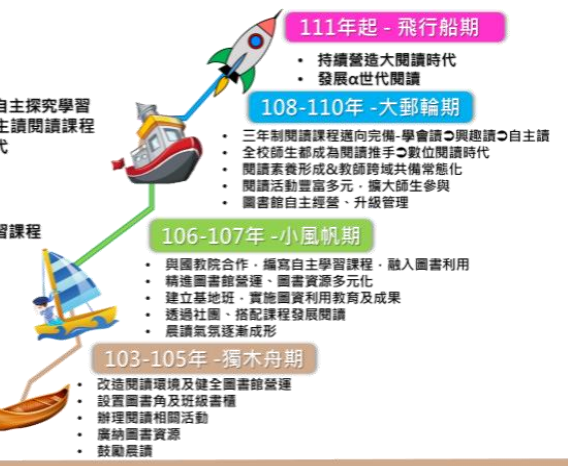 111年起 - 飛行船期
• 持續營造大閱讀時代
• 發展α世代閱讀
自主探究學習
主讀閱讀課程
代
108-110年 -大郵輪期
• 三年制閱讀課程邁向完備-學會讀➲興趣讀➲自主讀
• 全校師生都成為閱讀推手➲數位閱讀時代
• 閱讀素養形成&教師跨域共備常態化
• 閱讀活動豐富多元，擴大師生參與
• 圖書館自主經營、升級管理
習課程
106-107年 -小風帆期
• 與國教院合作，編寫自主學習課程，融入圖書利用
• 精進圖書館營運、圖書資源多元化
• 建立基地班，實施圖資利用教育及成果
• 透過社團、搭配課程發展閱讀
• 晨讀氣氛逐漸成形
103-105年 -獨木舟期
• 改造閱讀環境及健全圖書館營運
• 設置圖書角及班級書櫃
• 辦理閱讀相關活動
• 廣納圖書資源
• 鼓勵晨讀